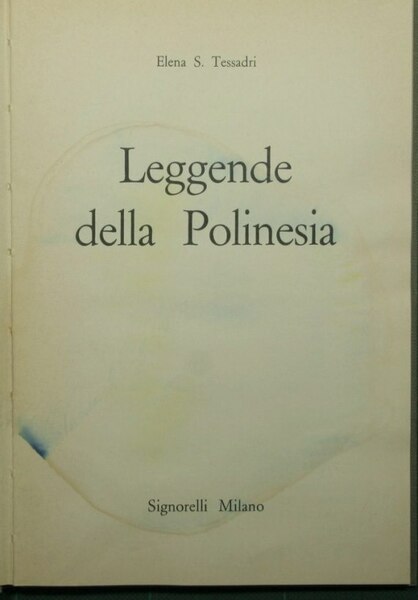 Elena S. Tessadri
Leggende
della Polinesia
Signorelli Milano